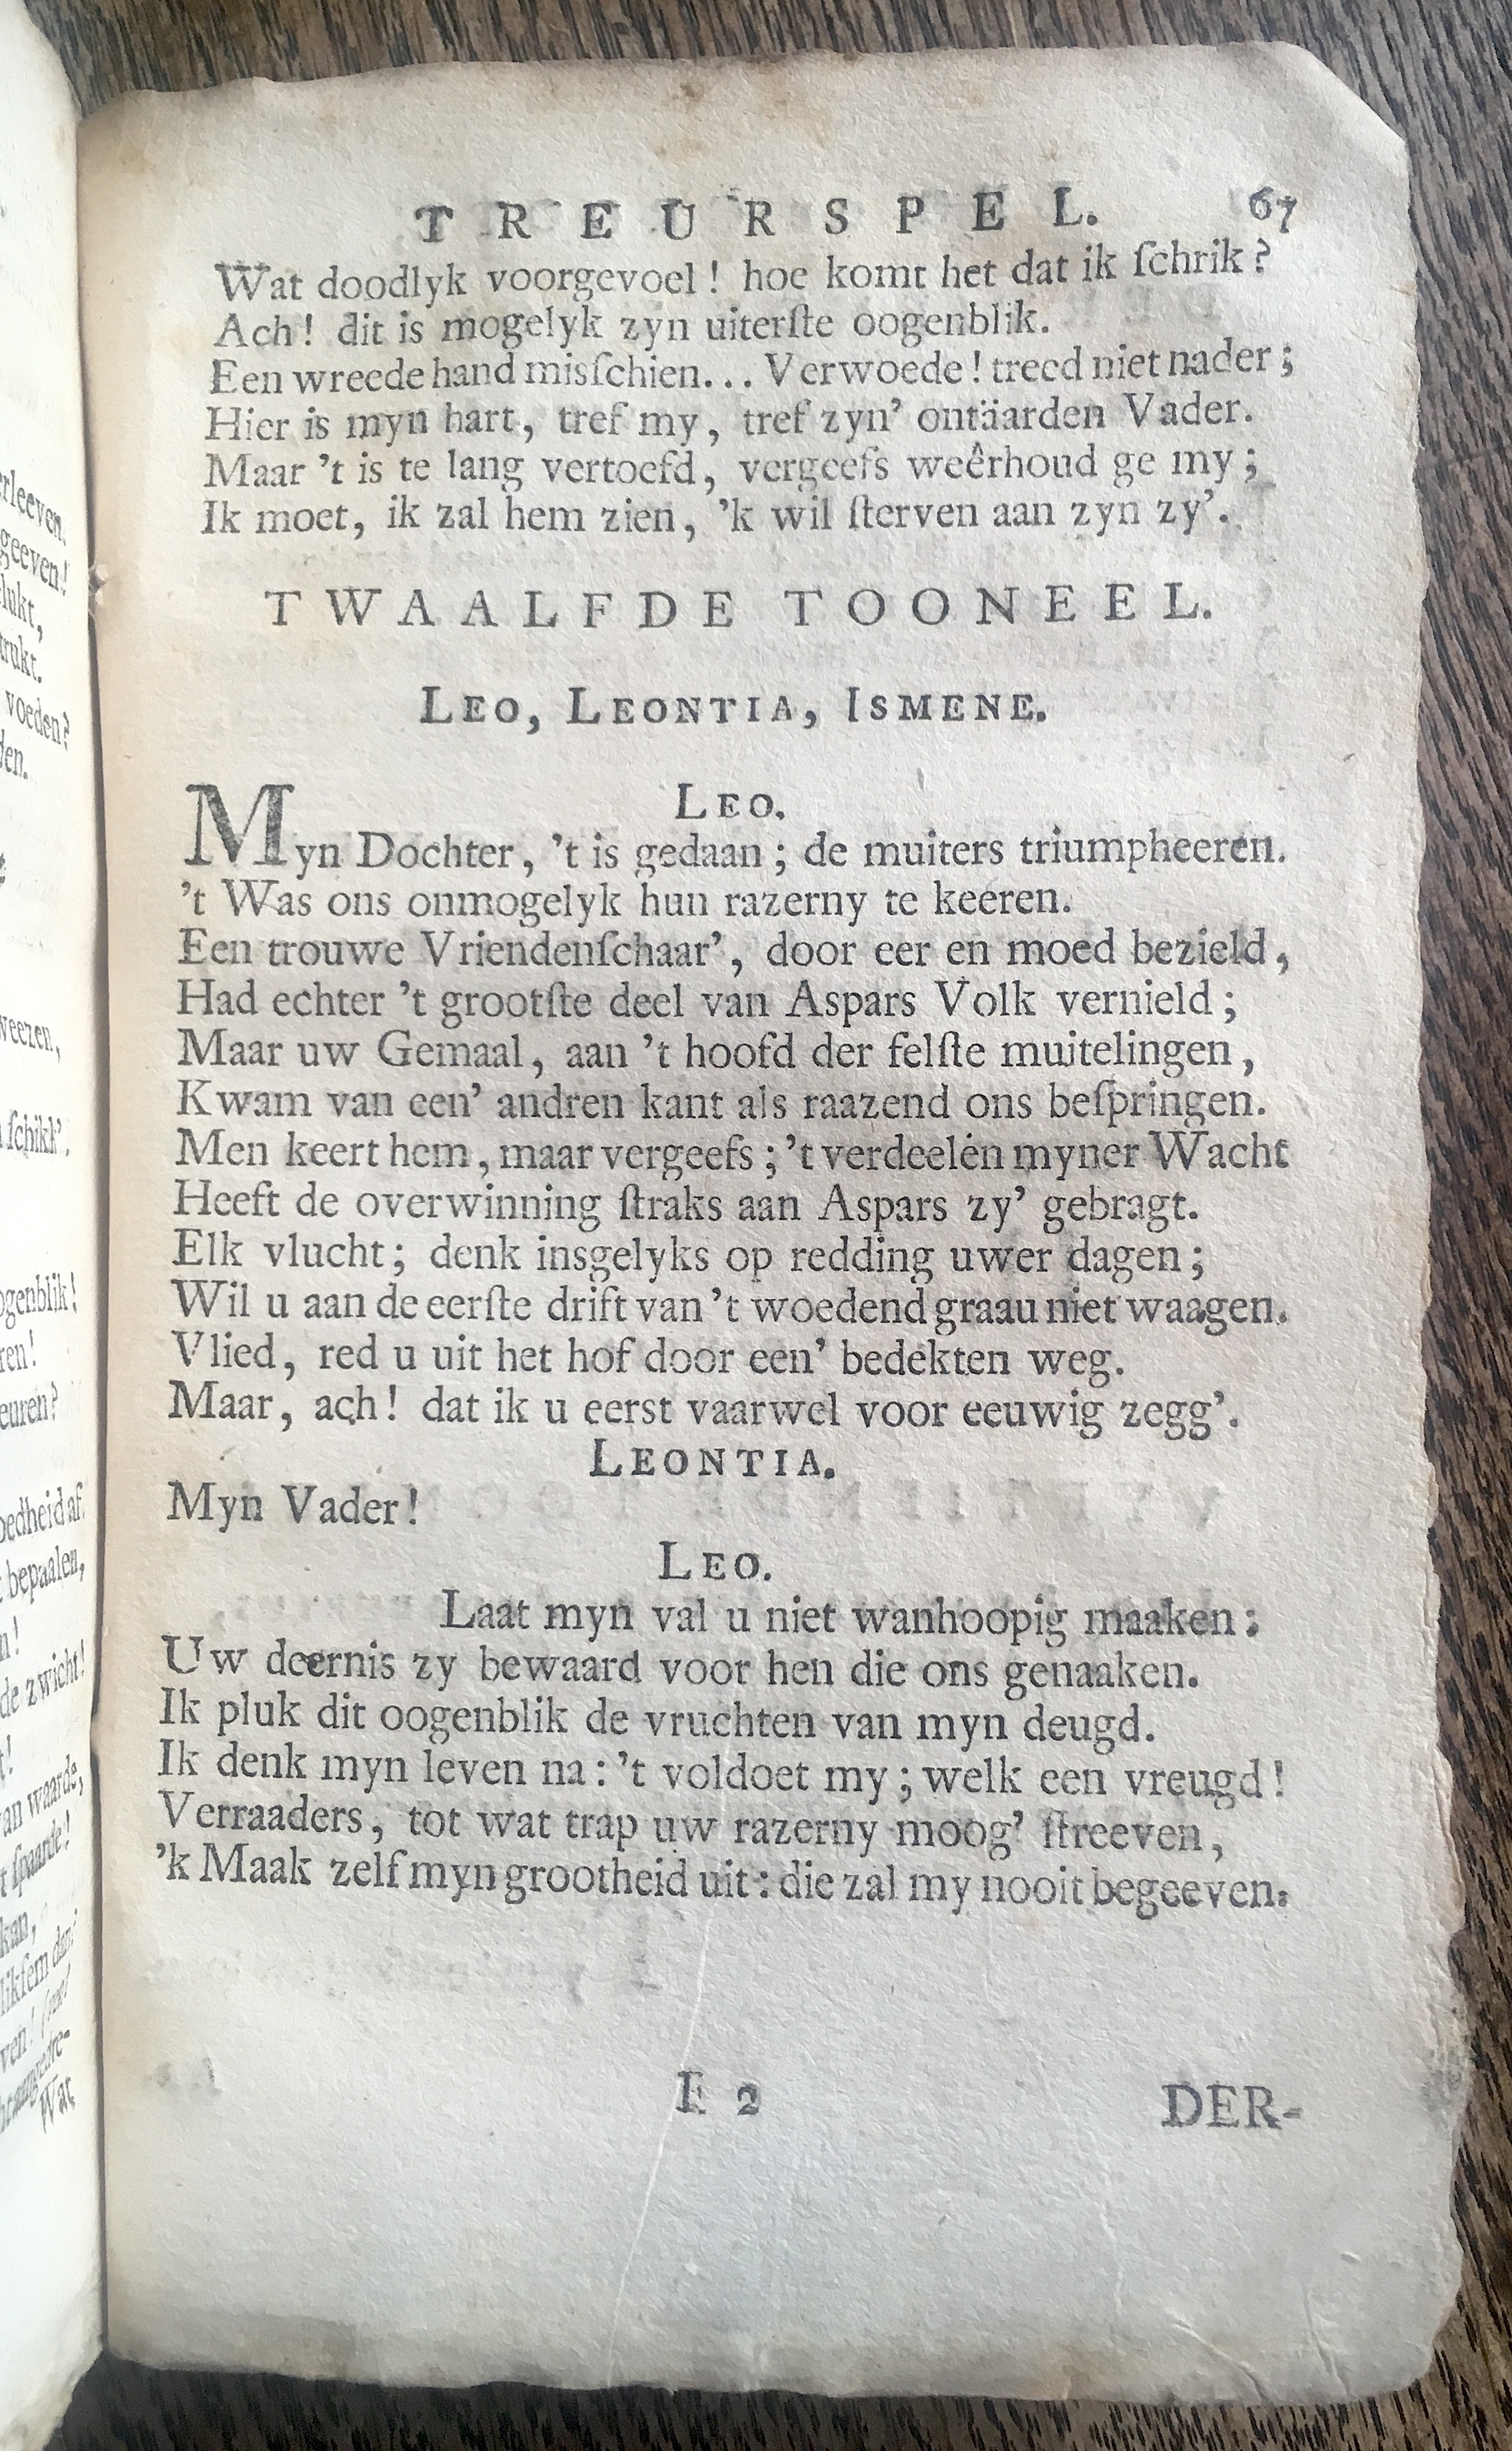 TREURSPEL. 67
Wat doodlyk voorgevoel! hoe komt het dat ik ſchrik?
Ach! dit is mogelyk zyn uiterſte oogenblik.
Een wreede hand misſchien... Verwoede! treed niet nader;
Hier is myn hart, tref my, tref zyn’ ontäarden Vader.
Maar ’t is te lang vertoefd, vergeefs weêrhoud ge my;
Ik moet, ik zal hem zien, ’k wil ſterven aan zyn zy’.
TWAALFDE TOONEEL.
LEO, LEONTIA, ISMENE.
LEO.
Myn Dochter, ’t is gedaan; de muiters triumpheeren.
’t Was ons onmogelyk hun razerny te keeren.
Een trouwe Vriendenſchaar’, door eer en moed bezield,
Had echter ’t grootſte deel van Aspars Volk vernield;
Maar uw Gemaal, aan ’t hoofd der felſte muitelingen,
Kwam van een’ andren kant als raazend ons beſpringen.
Men keert hem, maar vergeefs; ’t verdeelen myner Wacht
Heeft de overwinning ſtraks aan Aspars zy’ gebragt.
Elk vlucht; denk insgelyks op redding uwer dagen;
Wil u aan de eerſte drift van ’t woedend graau niet waagen.
Vlied, red u uit het hof door een’ bedekten weg.
Maar, ach! dat ik u eerst vaarwel voor eeuwig zegg’.
LEONTIA.
Myn Vader!
LEO.
Laat myn val u niet wanhoopig maaken;
Uw deernis zy bewaard voor hen die ons genaaken.
Ik pluk dit oogenblik de vruchten van myn deugd.
Ik denk myn leven na: ’t voldoet my; welk een vreugd!
Verraaders, tot wat trap uw razerny moog’ ſtreeven,
’k Maak zelf myn grootheid uit: die zal my nooit begeeven.
E 2 DER-